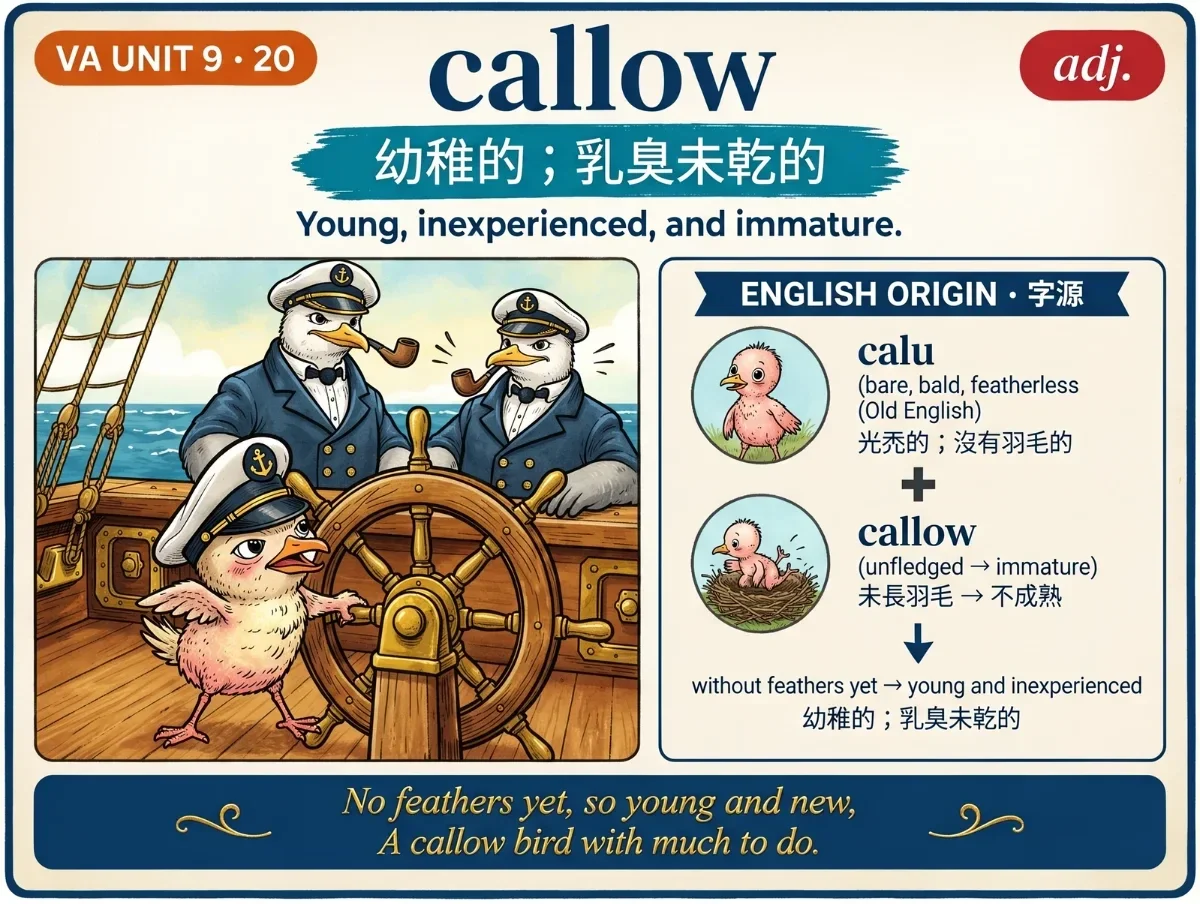 VA UNIT 9 · 20
callow
adj.
幼稚的；乳臭未乾的
Young, inexperienced, and immature.
ENGLISH ORIGIN · 字源
calu
(bare, bald, featherless
(Old English)
光禿的；沒有羽毛的
+
callow
(unfledged → immature)
未長羽毛 → 不成熟
without feathers yet → young and inexperienced
幼稚的；乳臭未乾的
No feathers yet, so young and new,
A callow bird with much to do.